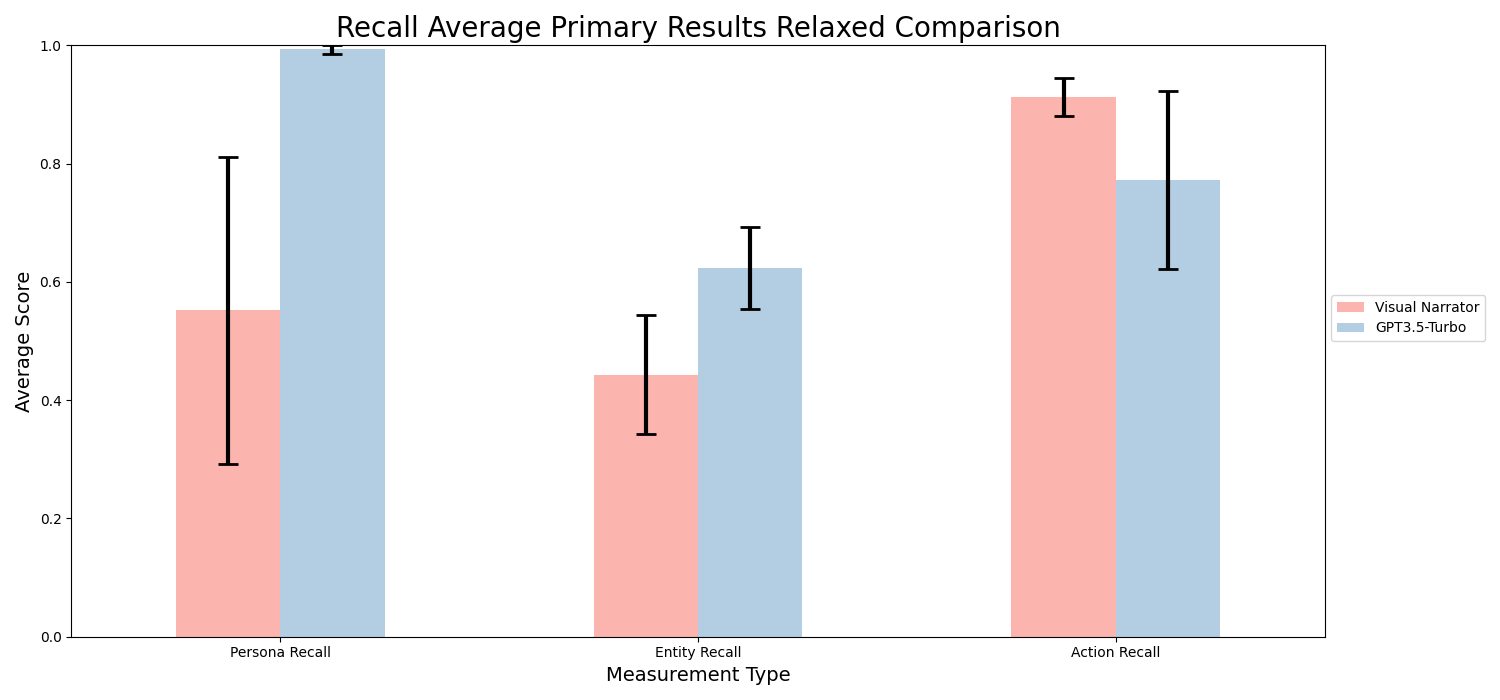 Recall Average Primary Results Relaxed Comparison
1.0
0.8
0.6
0.4
0.2
0.0
Average Score
Persona Recall
Entity Recall
Action Recall
Measurement Type
Visual Narrator
GPT3.5-Turbo